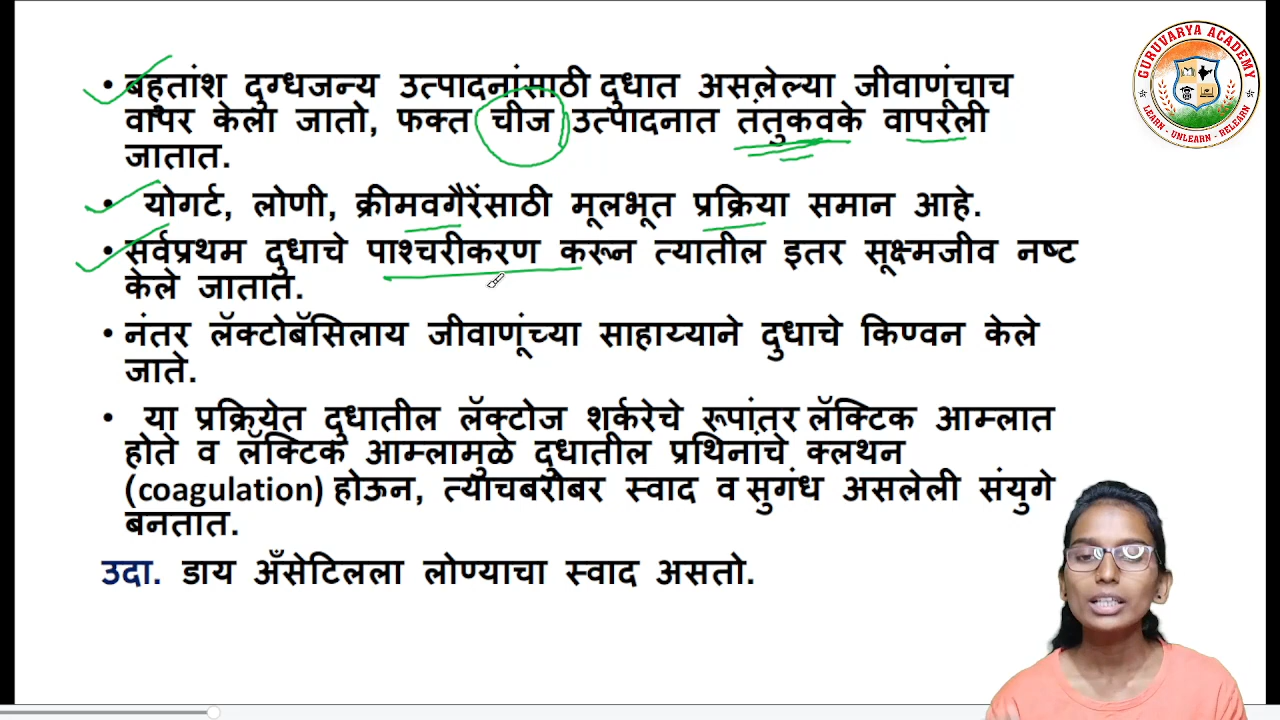 • बहुतांश दुग्धजन्य उत्पादनांसाठी दुधात असलेल्या जीवाणूंचाच
वापर केला जातो, फक्त चीज उत्पादनात तंतुकवके वापरली
जातात.
• योगर्ट, लोणी, क्रीमवगैरेंसाठी मूलभूत प्रक्रिया समान आहे.
• सर्वप्रथम दुधाचे पाश्चरीकरण करून त्यातील इतर सूक्ष्मजीव नष्ट
केले जातात.
• नंतर लॅक्टोबॅसिलाय जीवाणूंच्या साहाय्याने दुधाचे किण्वन केले
जाते.
• या प्रक्रियेत दुधातील लॅक्टोज शर्करेचे रूपांतर लॅक्टिक आम्लात
होते व लॅक्टिक आम्लामुळे दुधातील प्रथिनांचे क्लथन
(coagulation) होऊन, त्याचबरोबर स्वाद व सुगंध असलेली संयुगे
बनतात.
उदा. डाय अँसेटिलला लोण्याचा स्वाद असतो.
GURUVARYA ACADEMY
LEARN - UNLEARN - RELEARN